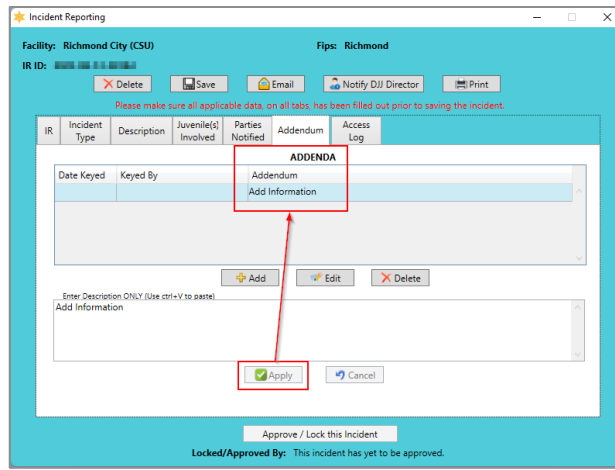 Incident Reporting
Facility: Richmond City (CSU) Fips: Richmond
IR ID:
Delete Save Email Notify DJJ Director Print
Please make sure all applicable data, on all tabs, has been filled out prior to saving the incident.
IR Incident Type Description Juvenile(s) Involved Parties Notified Addendum Access Log
ADDENDA
Date Keyed Keyed By Addendum
Add Information
Add Edit Delete
Enter Description ONLY (Use ctrl+V to paste)
Add Information
Apply Cancel
Approve / Lock this Incident
Locked/Approved By: This incident has yet to be approved.